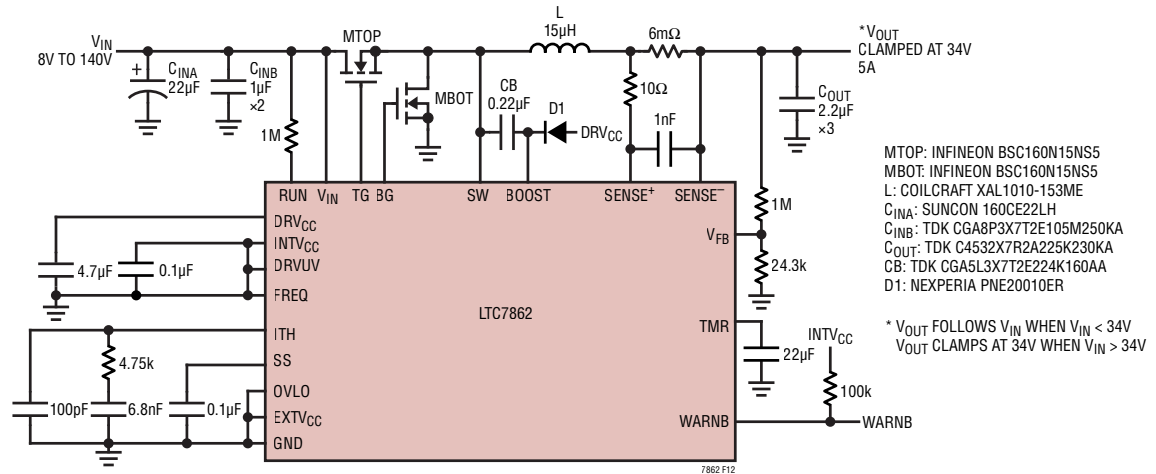 V_IN
8V TO 140V
+
C_INA
22µF
C_INB
1µF
×2
1M
MTOP
MBOT
CB
0.22µF
D1
DRV_CC
L
15µH
6mΩ
10Ω
1nF
*V_OUT
CLAMPED AT 34V
5A
C_OUT
2.2µF
×3
RUN V_IN TG BG SW BOOST SENSE⁺ SENSE⁻
DRV_CC
INTV_CC
DRVUV
FREQ
ITH
SS
OVLO
EXTV_CC
GND
4.7µF
0.1µF
4.75k
100pF
6.8nF
0.1µF
LTC7862
V_FB
TMR
WARNB
1M
24.3k
22µF
INTV_CC
100k
WARNB
MTOP: INFINEON BSC160N15NS5
MBOT: INFINEON BSC160N15NS5
L: COILCRAFT XAL1010-153ME
C_INA: SUNCON 160CE22LH
C_INB: TDK CGA8P3X7T2E105M250KA
C_OUT: TDK C4532X7R2A225K230KA
CB: TDK CGA5L3X7T2E224K160AA
D1: NEXPERIA PNE20010ER
* V_OUT FOLLOWS V_IN WHEN V_IN < 34V
V_OUT CLAMPS AT 34V WHEN V_IN > 34V
7862 F12